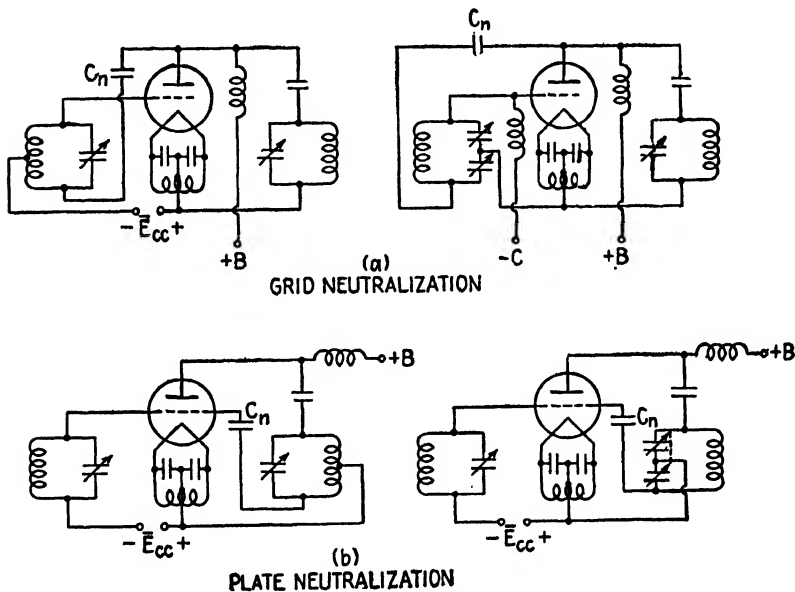 Cn
Cn
- Ecc +
+B
-C
+B
(a)
GRID NEUTRALIZATION
+B
+B
Cn
Cn
- Ecc +
- Ecc +
(b)
PLATE NEUTRALIZATION